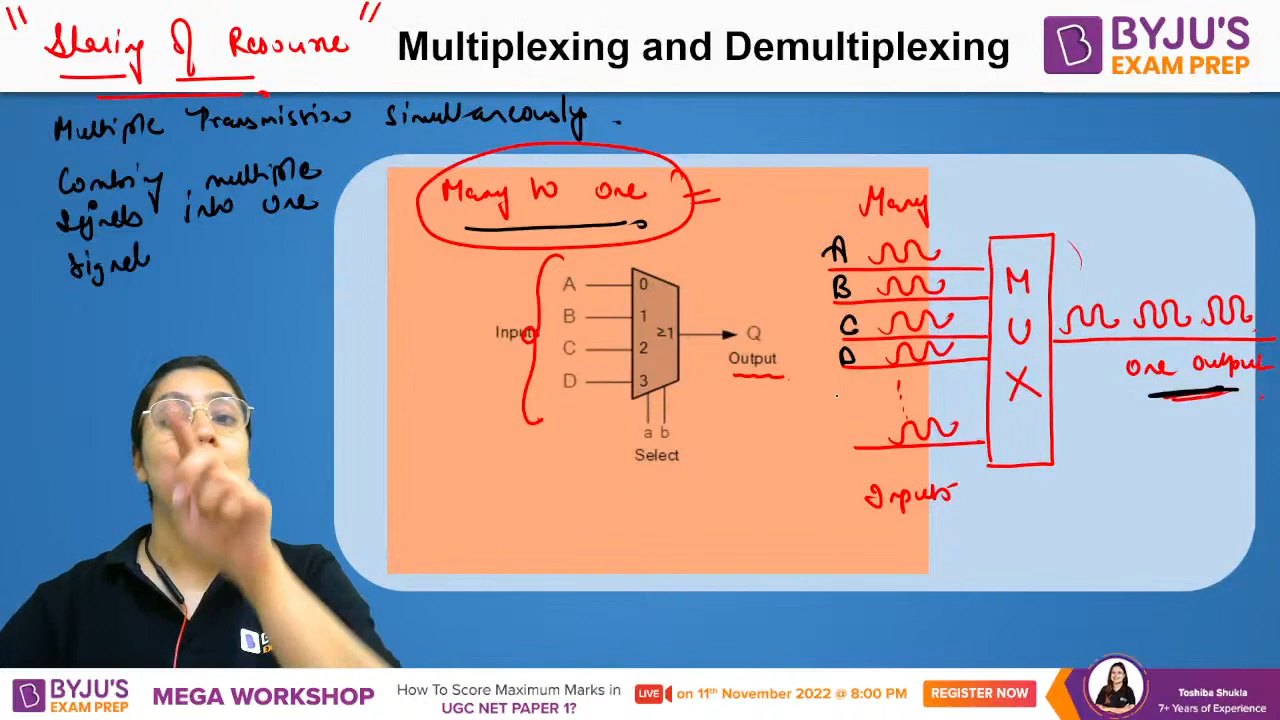 "Sharing of Resource"
Multiplexing and Demultiplexing
BYJU'S
EXAM PREP
Multiple Transmission Simultaneously.
Combing multiple
signals into one
signal
Many to one
Many
A
B
C
D
MUX
one output
Inputs
A 0
B 1
C 2
D 3
Inputs
≥1
Q
Output
a b
Select
BYJU'S
EXAM PREP
MEGA WORKSHOP
How To Score Maximum Marks in
UGC NET PAPER 1?
LIVE on 11th November 2022 @ 8:00 PM
REGISTER NOW
Toshiba Shukla
7+ Years of Experience